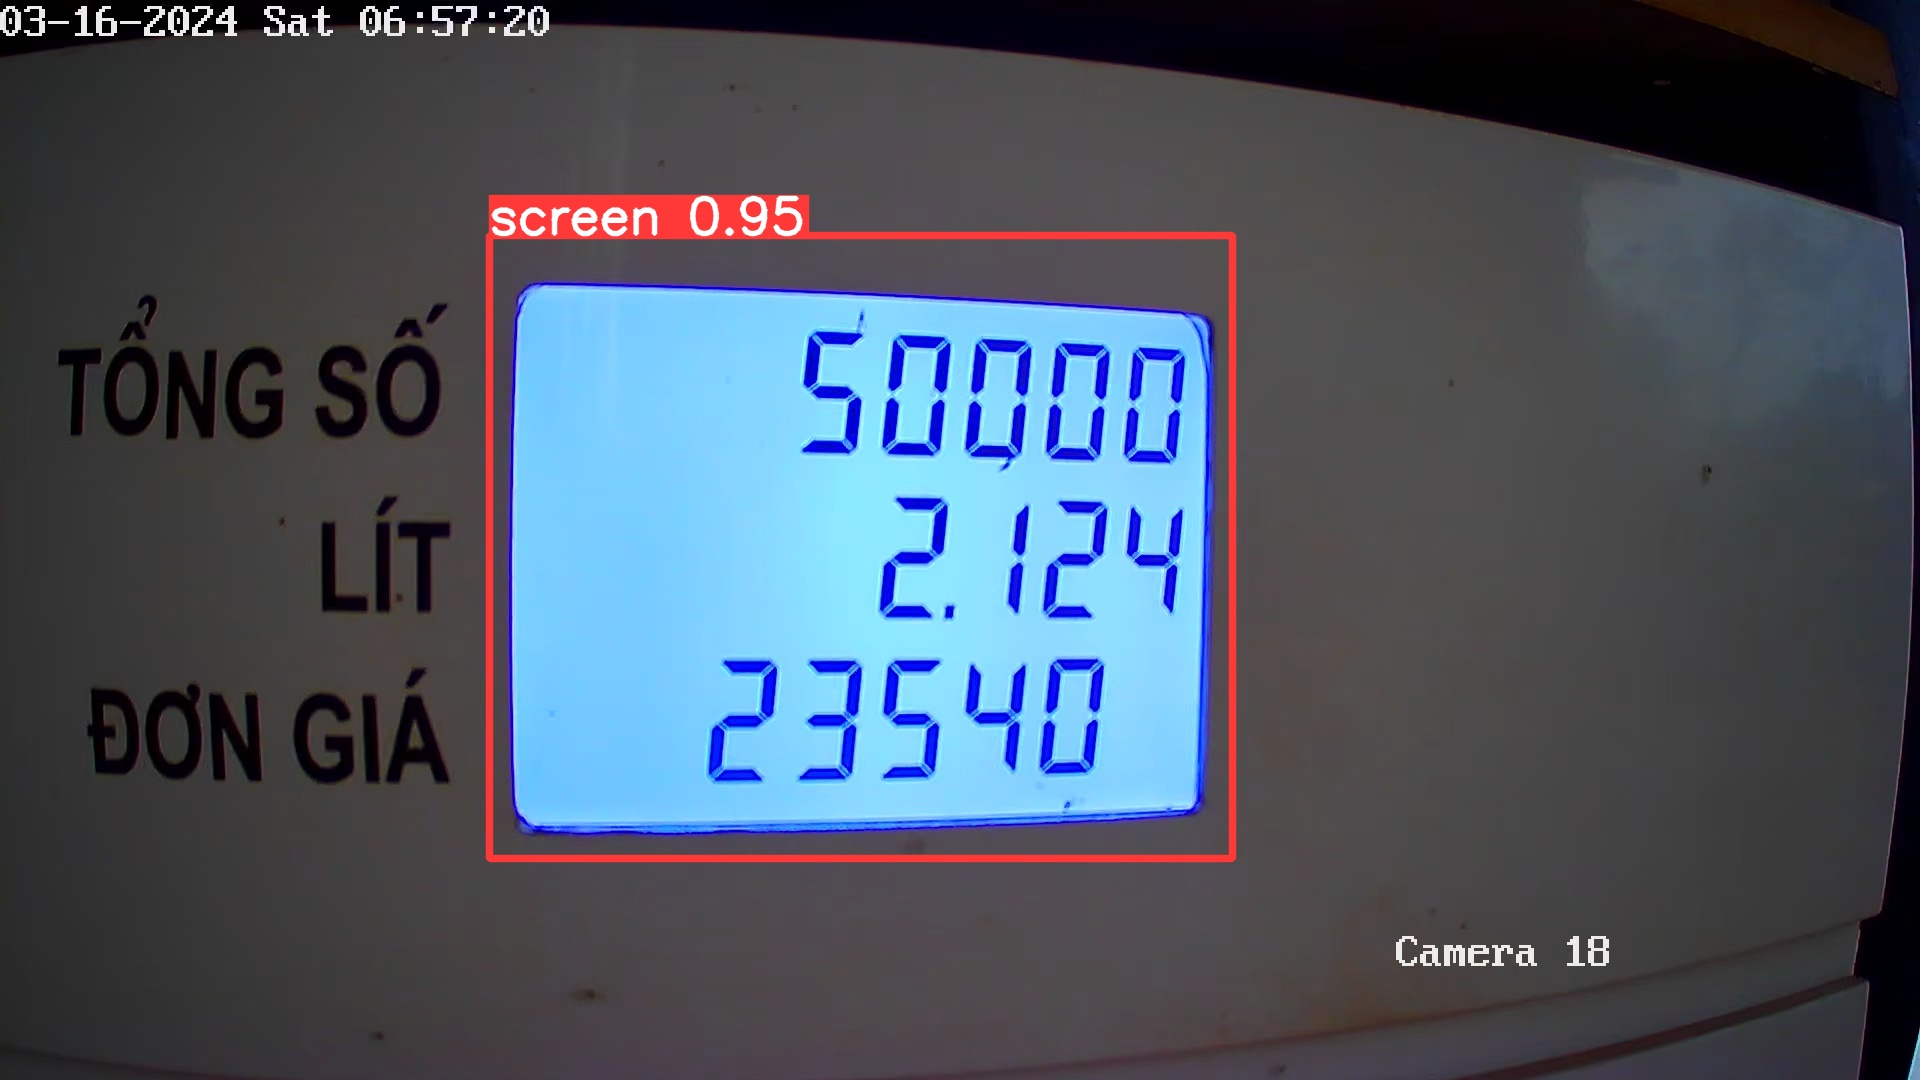 03-16-2024 Sat 06:57:20
screen 0.95
TỔNG SỐ 50000
LÍT 2.124
ĐƠN GIÁ 23540
Camera 18